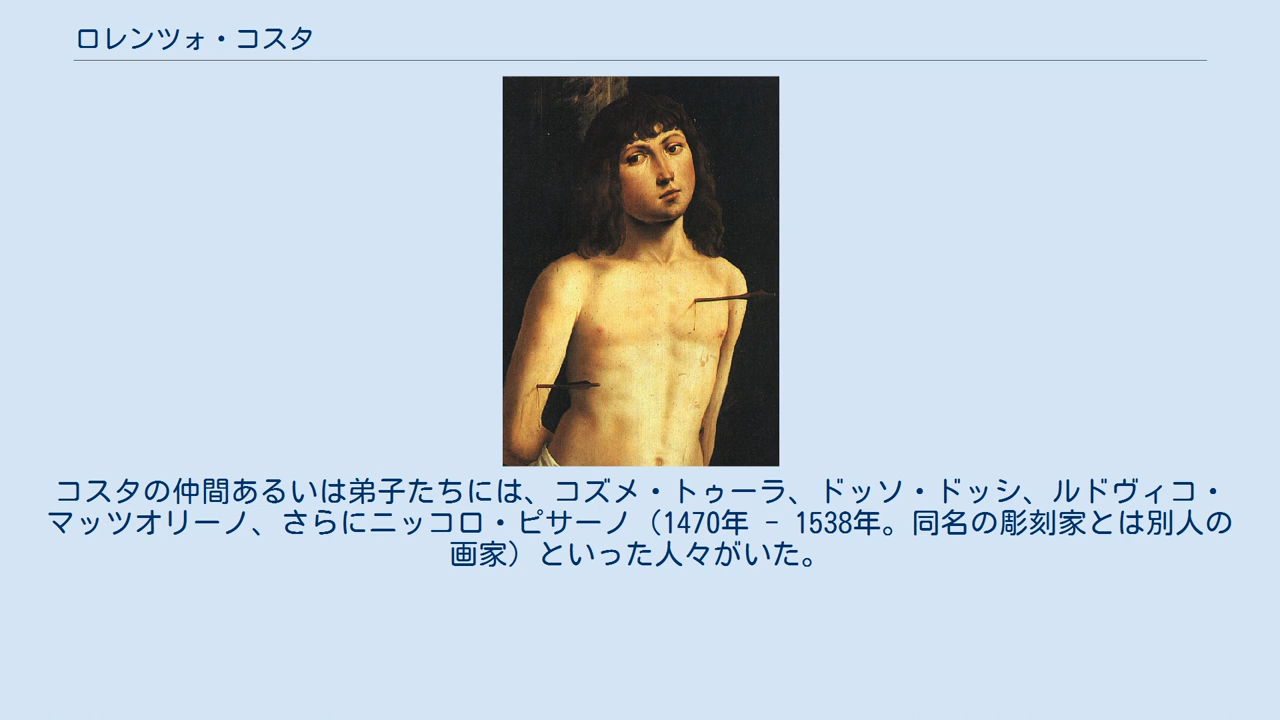 ロレンツォ・コスタ
コスタの仲間あるいは弟子たちには、コズメ・トゥーラ、ドッソ・ドッシ、ルドヴィコ・
マッツオリーノ、さらにニッコロ・ピサーノ（1470年 - 1538年。同名の彫刻家とは別人の
画家）といった人々がいた。